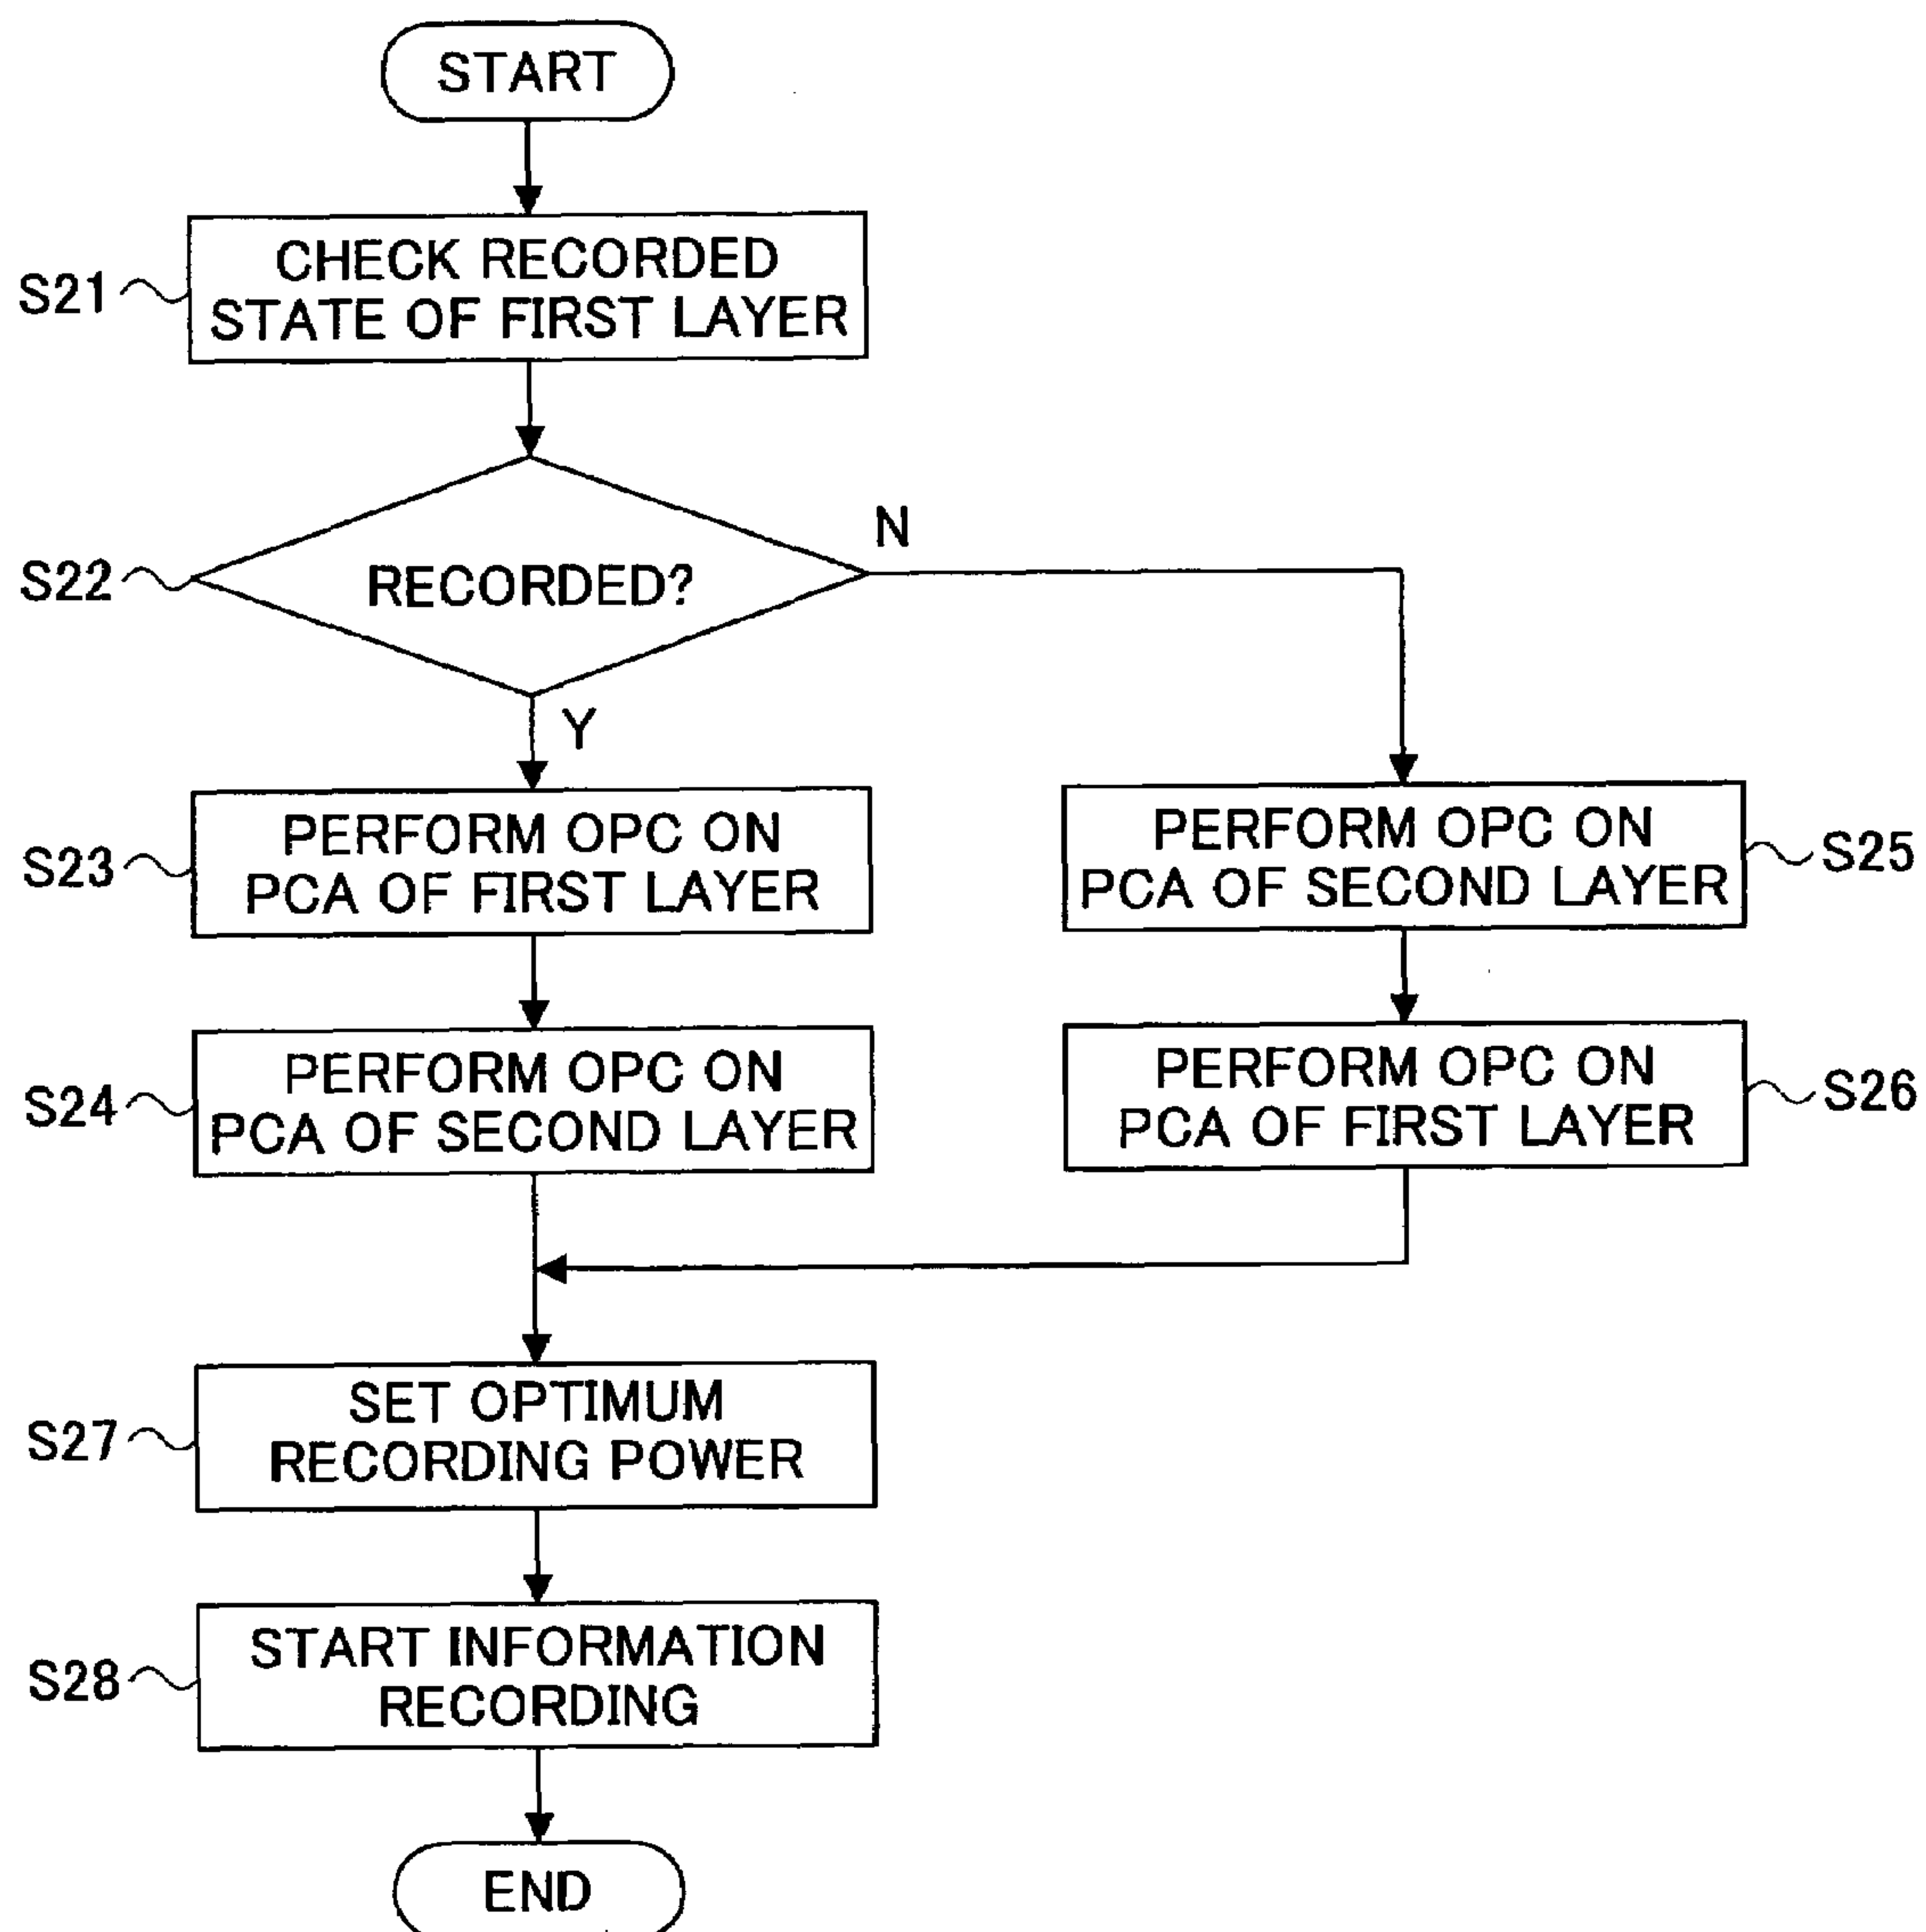 START
S21
CHECK RECORDED
STATE OF FIRST LAYER
S22
RECORDED?
N
Y
S23
PERFORM OPC ON
PCA OF FIRST LAYER
PERFORM OPC ON
PCA OF SECOND LAYER
S25
S24
PERFORM OPC ON
PCA OF SECOND LAYER
PERFORM OPC ON
PCA OF FIRST LAYER
S26
S27
SET OPTIMUM
RECORDING POWER
S28
START INFORMATION
RECORDING
END